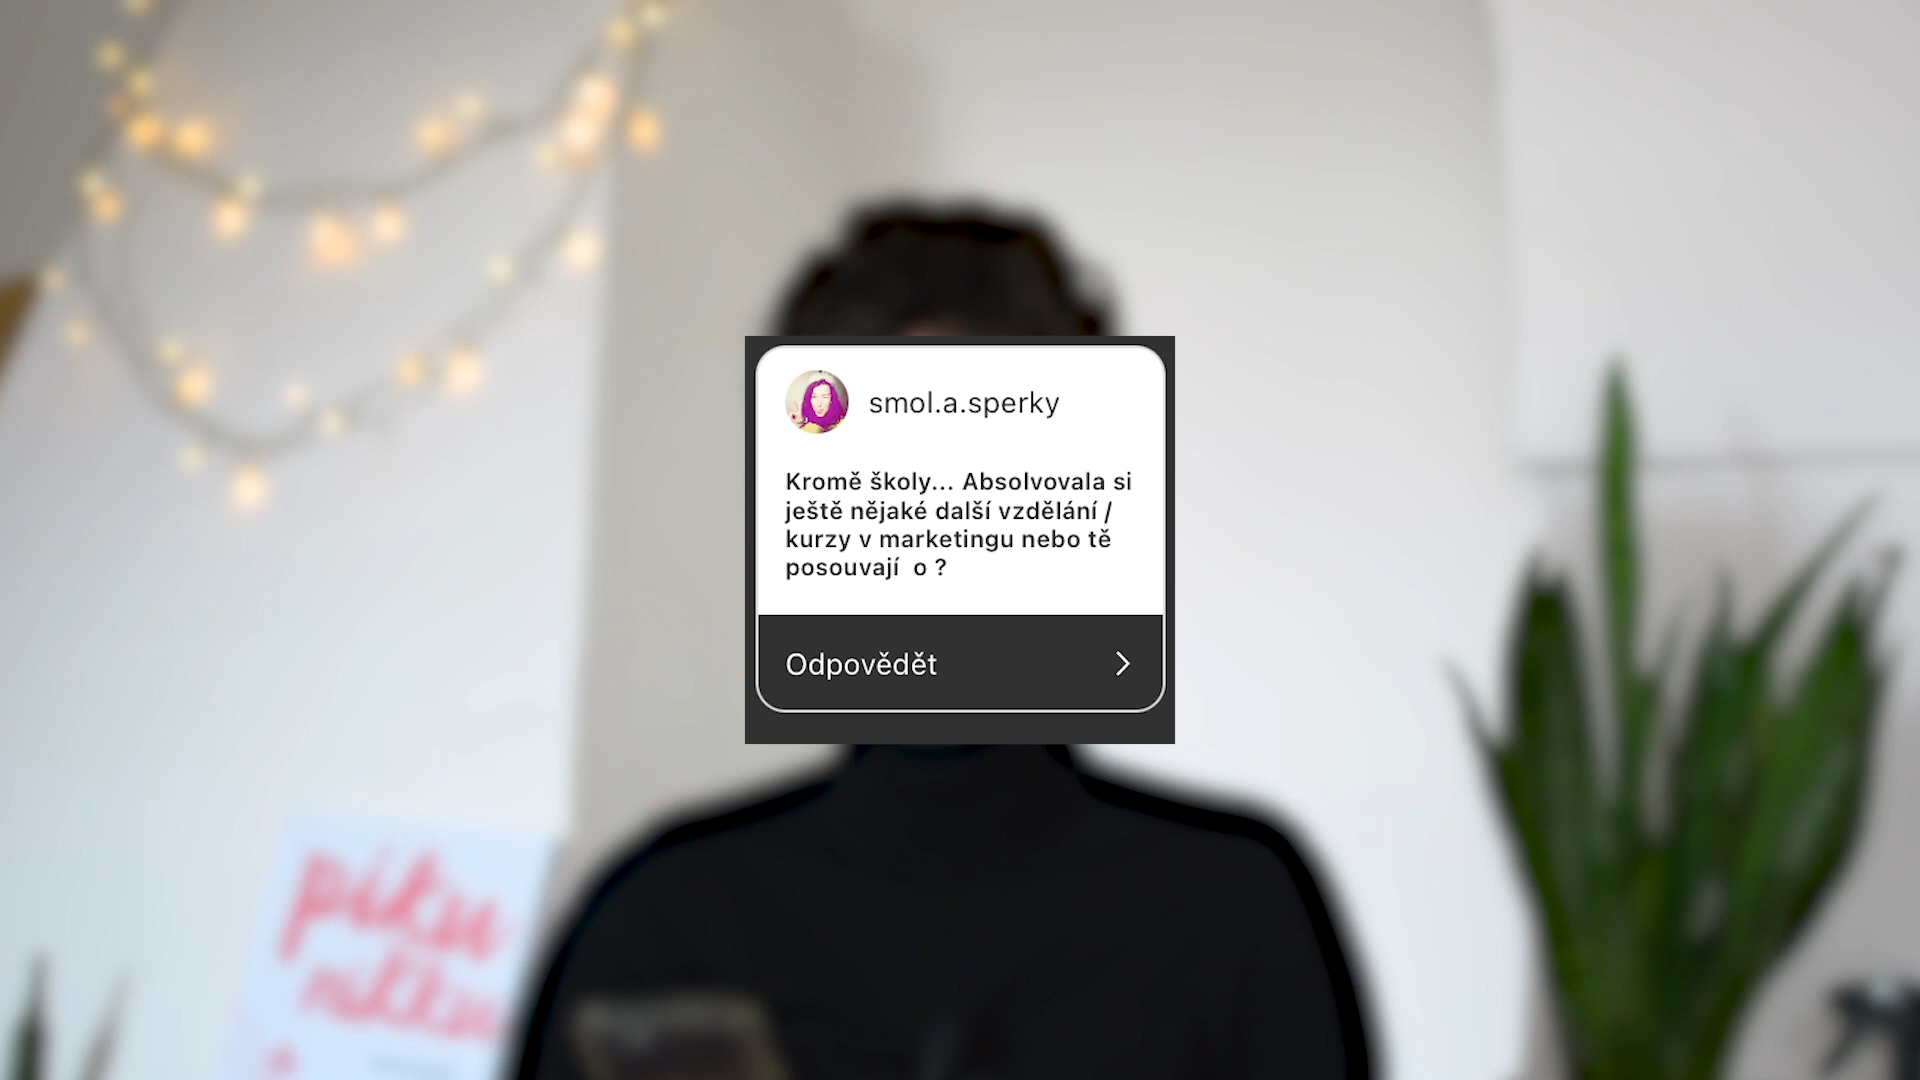 smol.a.sperky
Kromě školy... Absolvovala si
ještě nějaké další vzdělání /
kurzy v marketingu nebo tě
posouvají o ?
Odpovědět